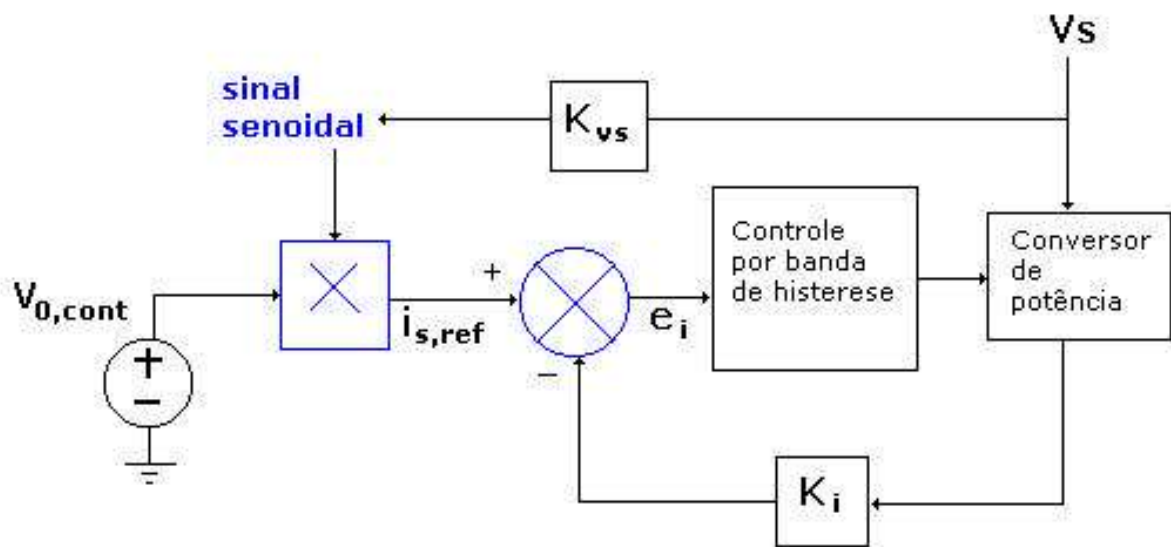 Vs
sinal
senoidal
Kvs
Controle
por banda
de histerese
Conversor
de
potência
V0,cont
+
is,ref
ei
+
−
−
Ki